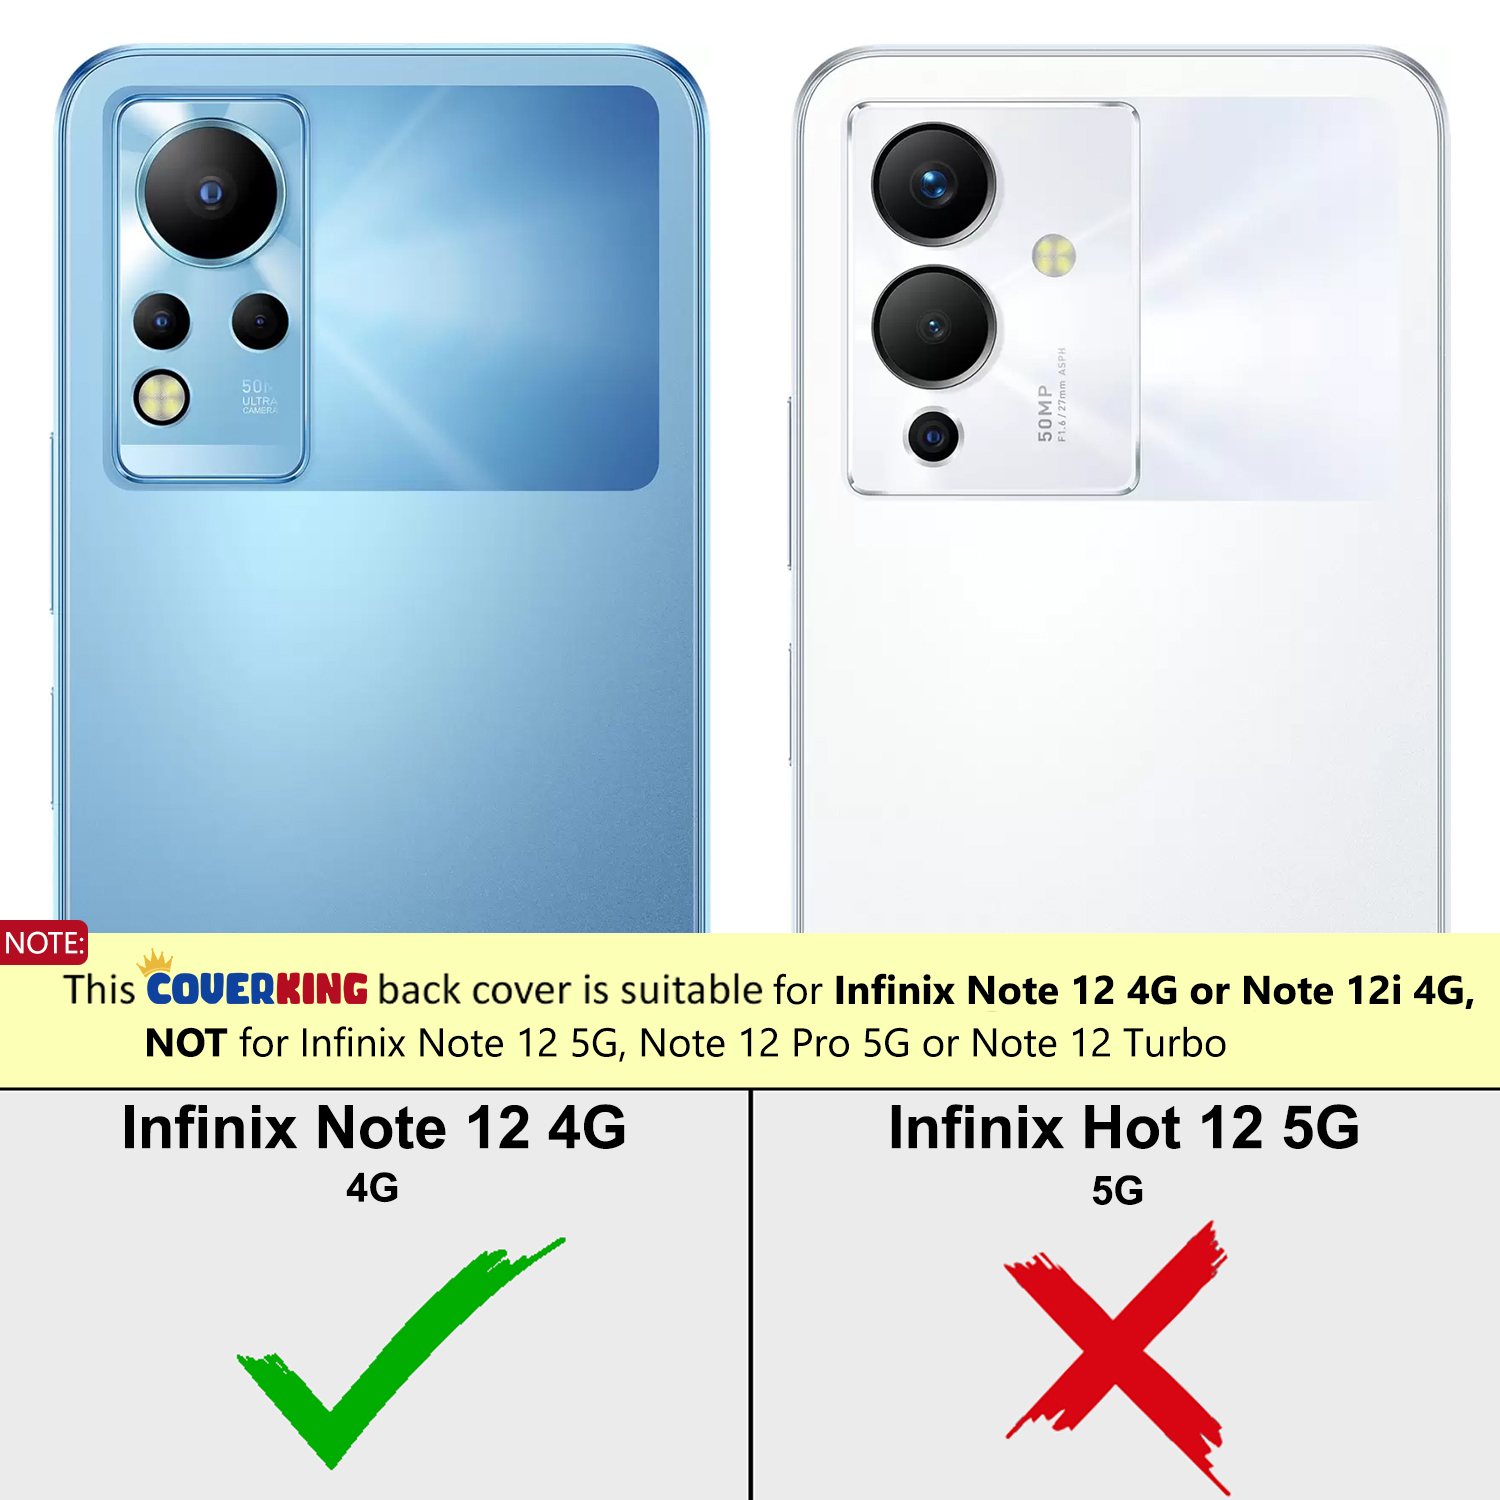 50M
ULTRA
CAMERA
50MP
F1.6 / 27mm ASPH
NOTE:
This COVERKING back cover is suitable for Infinix Note 12 4G or Note 12i 4G,
NOT for Infinix Note 12 5G, Note 12 Pro 5G or Note 12 Turbo
Infinix Note 12 4G
4G
Infinix Hot 12 5G
5G